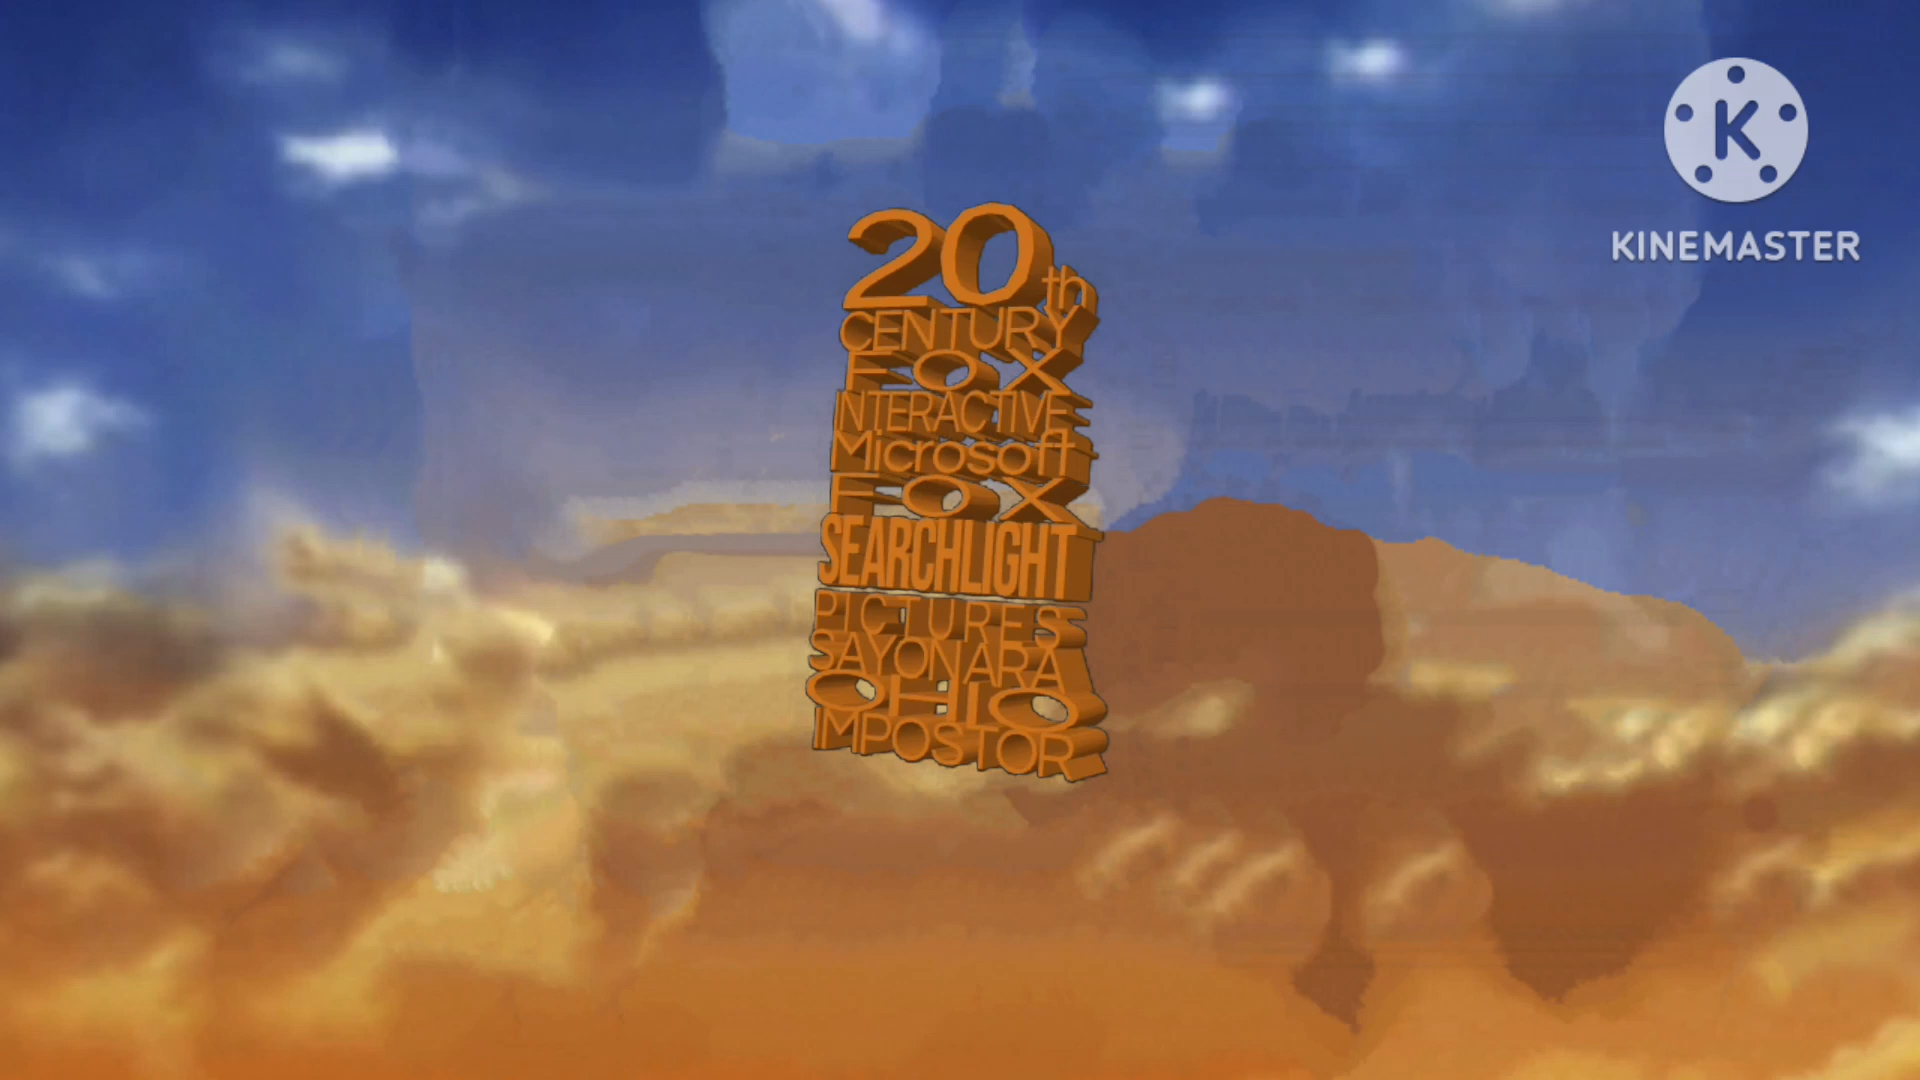 20th
CENTURY
FOX
INTERACTIVE
Microsoft
FOX
SEARCHLIGHT
PICTURES
SAYONARA
OHIO
IMPOSTOR
K
KINEMASTER